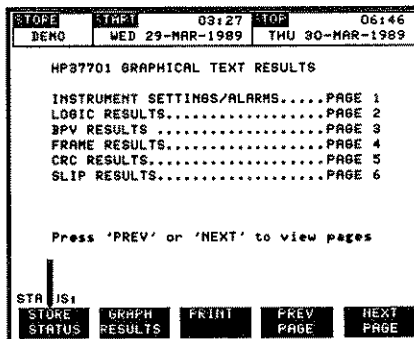 STORE START 03:27 STOP 06:46
DEMO WED 29-MAR-1989 THU 30-MAR-1989
HP37701 GRAPHICAL TEXT RESULTS
INSTRUMENT SETTINGS/ALARMS.....PAGE 1
LOGIC RESULTS....................PAGE 2
BPV RESULTS ....................PAGE 3
FRAME RESULTS....................PAGE 4
CRC RESULTS......................PAGE 5
SLIP RESULTS.....................PAGE 6
Press 'PREV' or 'NEXT' to view pages
STA US:
STORE STATUS GRAPH RESULTS PRINT PREV PAGE NEXT PAGE